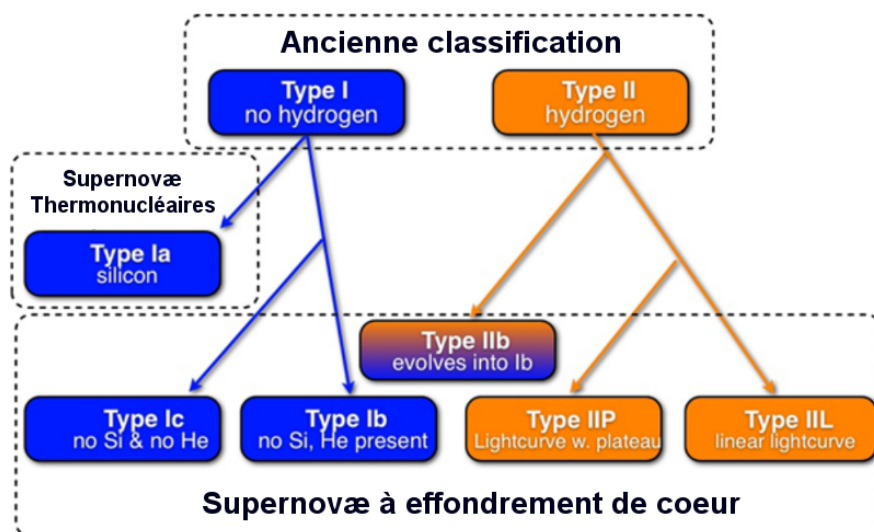 Ancienne classification
Type I
no hydrogen
Type II
hydrogen
Supernovæ
Thermonucléaires
Type Ia
silicon
Type IIb
evolves into Ib
Type Ic
no Si & no He
Type Ib
no Si, He present
Type IIP
Lightcurve w. plateau
Type IIL
linear lightcurve
Supernovæ à effondrement de coeur